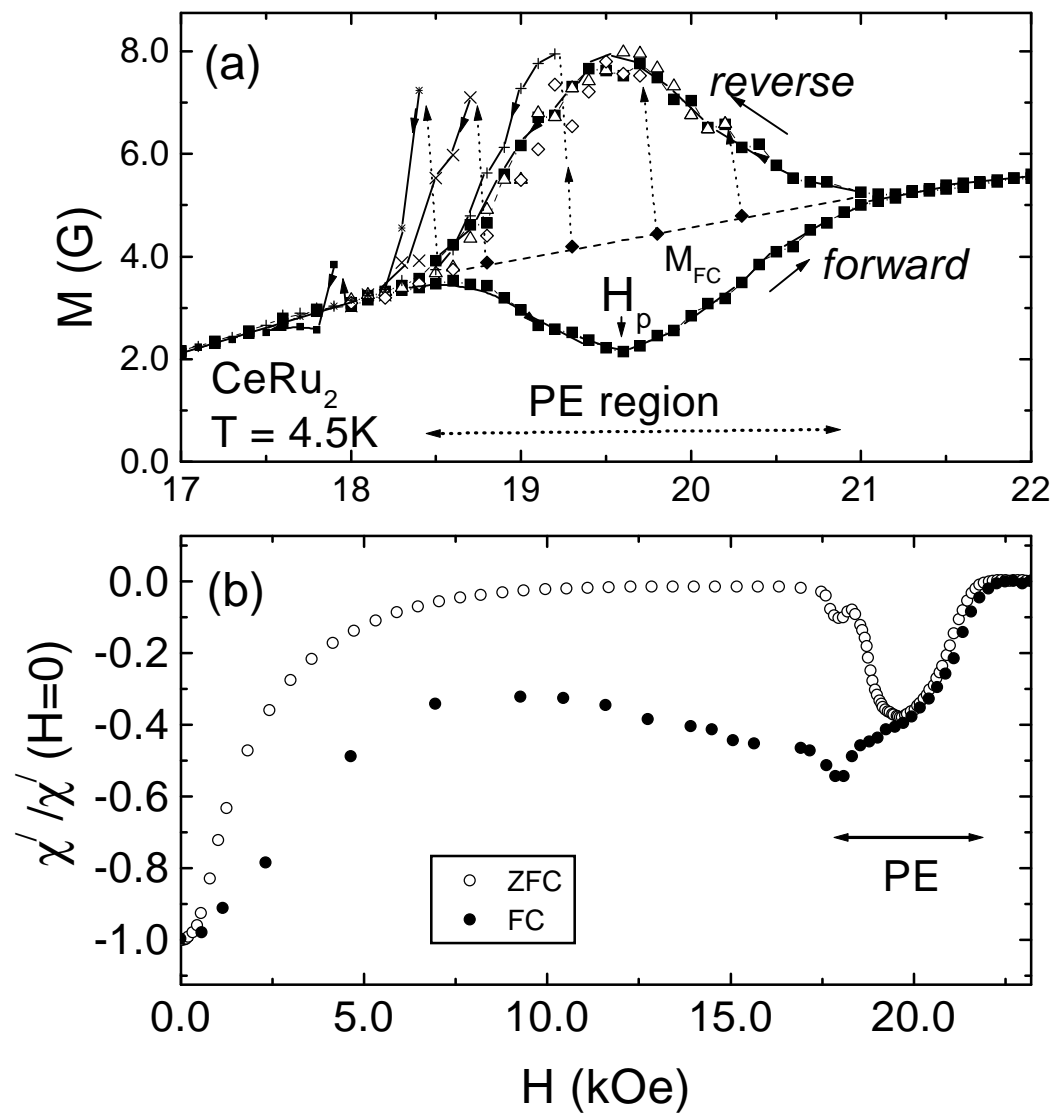 (a)
8.0
6.0
4.0
2.0
0.0
M (G)
reverse
forward
M_FC
H_p
PE region
CeRu₂
T = 4.5K
17 18 19 20 21 22
(b)
0.0
-0.2
-0.4
-0.6
-0.8
-1.0
χ′/χ′ (H=0)
PE
ZFC
FC
0.0 5.0 10.0 15.0 20.0
H (kOe)